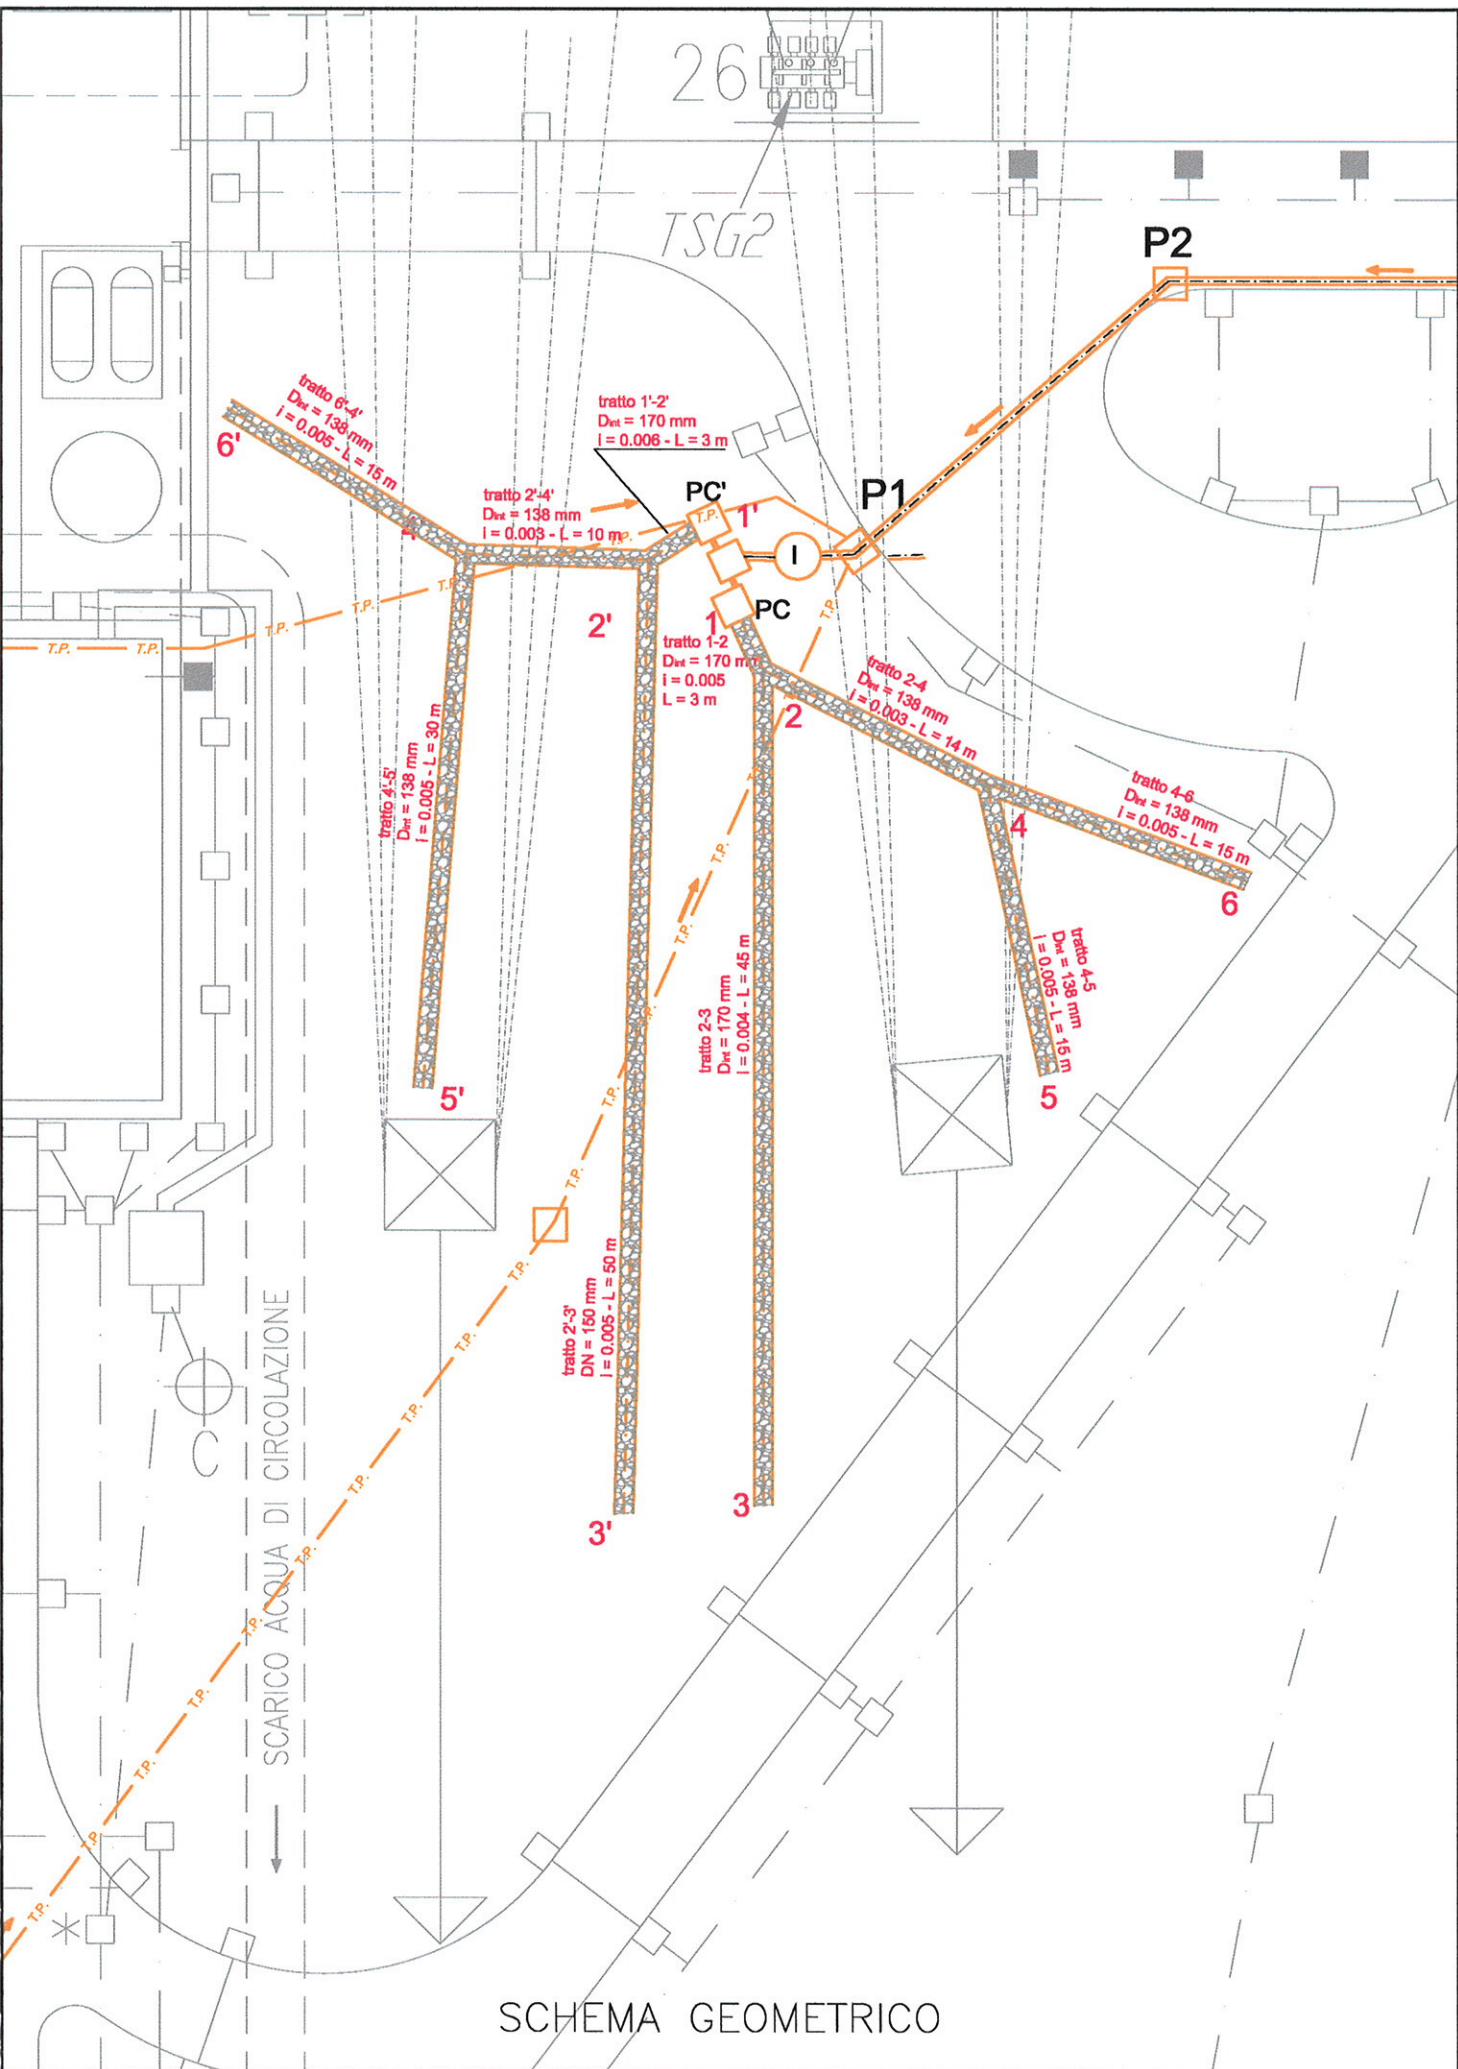 26
TSG2
P2
tratto 6'-4'
Dint = 138 mm
i = 0.005 - L = 15 m
6'
tratto 1'-2'
Dint = 170 mm
i = 0.006 - L = 3 m
tratto 2'-4'
Dint = 138 mm
i = 0.003 - L = 10 m
PC'
1'
P1
I
T.P.
T.P.
T.P.
T.P.
T.P.
T.P.
T.P.
T.P.
2'
1
PC
tratto 1-2
Dint = 170 mm
i = 0.005
L = 3 m
2
tratto 2-4
Dint = 138 mm
i = 0.003 - L = 14 m
tratto 4'-5'
Dint = 138 mm
i = 0.005 - L = 30 m
4
tratto 4-6
Dint = 138 mm
i = 0.005 - L = 15 m
6
T.P.
T.P.
T.P.
tratto 2-3
Dint = 170 mm
i = 0.004 - L = 45 m
tratto 4-5
Dint = 138 mm
i = 0.005 - L = 15 m
5'
5
T.P.
T.P.
T.P.
tratto 2'-3'
DN = 150 mm
i = 0.005 - L = 50 m
T.P.
T.P.
T.P.
C
SCARICO ACQUA DI CIRCOLAZIONE
3'
3
T.P.
T.P.
T.P.
T.P.
T.P.
T.P.
SCHEMA GEOMETRICO